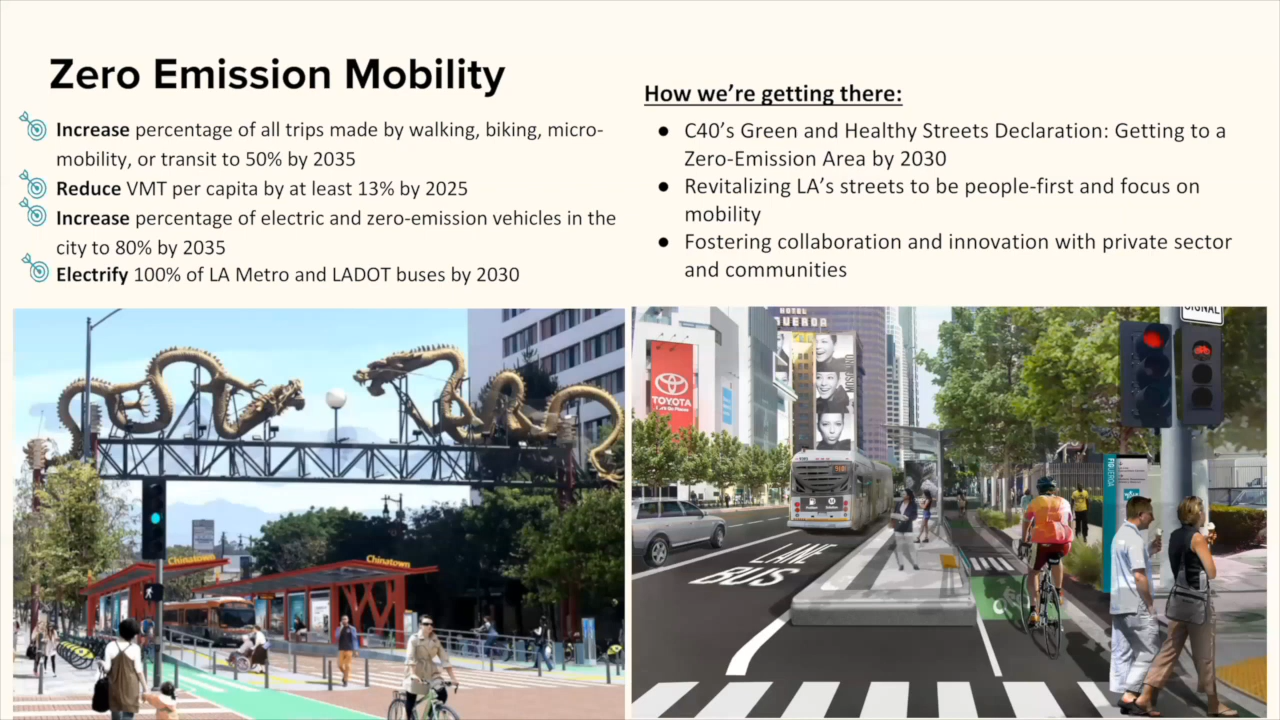 Zero Emission Mobility
Increase percentage of all trips made by walking, biking, micro-
mobility, or transit to 50% by 2035
Reduce VMT per capita by at least 13% by 2025
Increase percentage of electric and zero-emission vehicles in the
city to 80% by 2035
Electrify 100% of LA Metro and LADOT buses by 2030
How we’re getting there:
● C40’s Green and Healthy Streets Declaration: Getting to a
Zero-Emission Area by 2030
● Revitalizing LA’s streets to be people-first and focus on
mobility
● Fostering collaboration and innovation with private sector
and communities
Chinatown
Chinatown
HOTEL
TOYOTA
LANE
BUS
FIGUEROA
SIGNAL